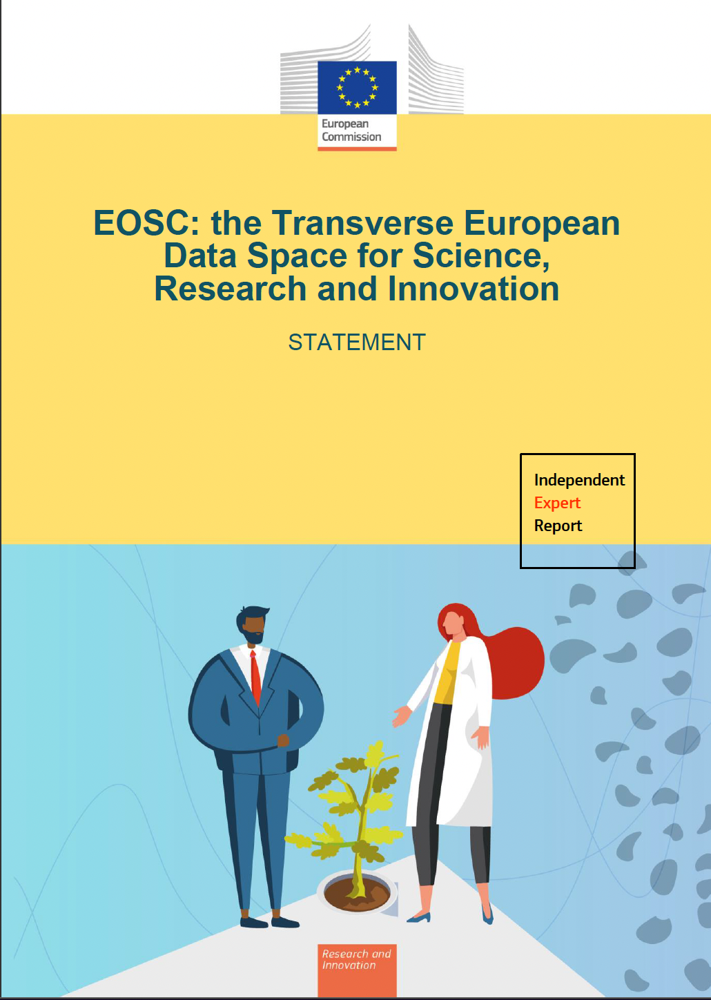 European
Commission
EOSC: the Transverse European
Data Space for Science,
Research and Innovation
STATEMENT
Independent
Expert
Report
Research and
Innovation